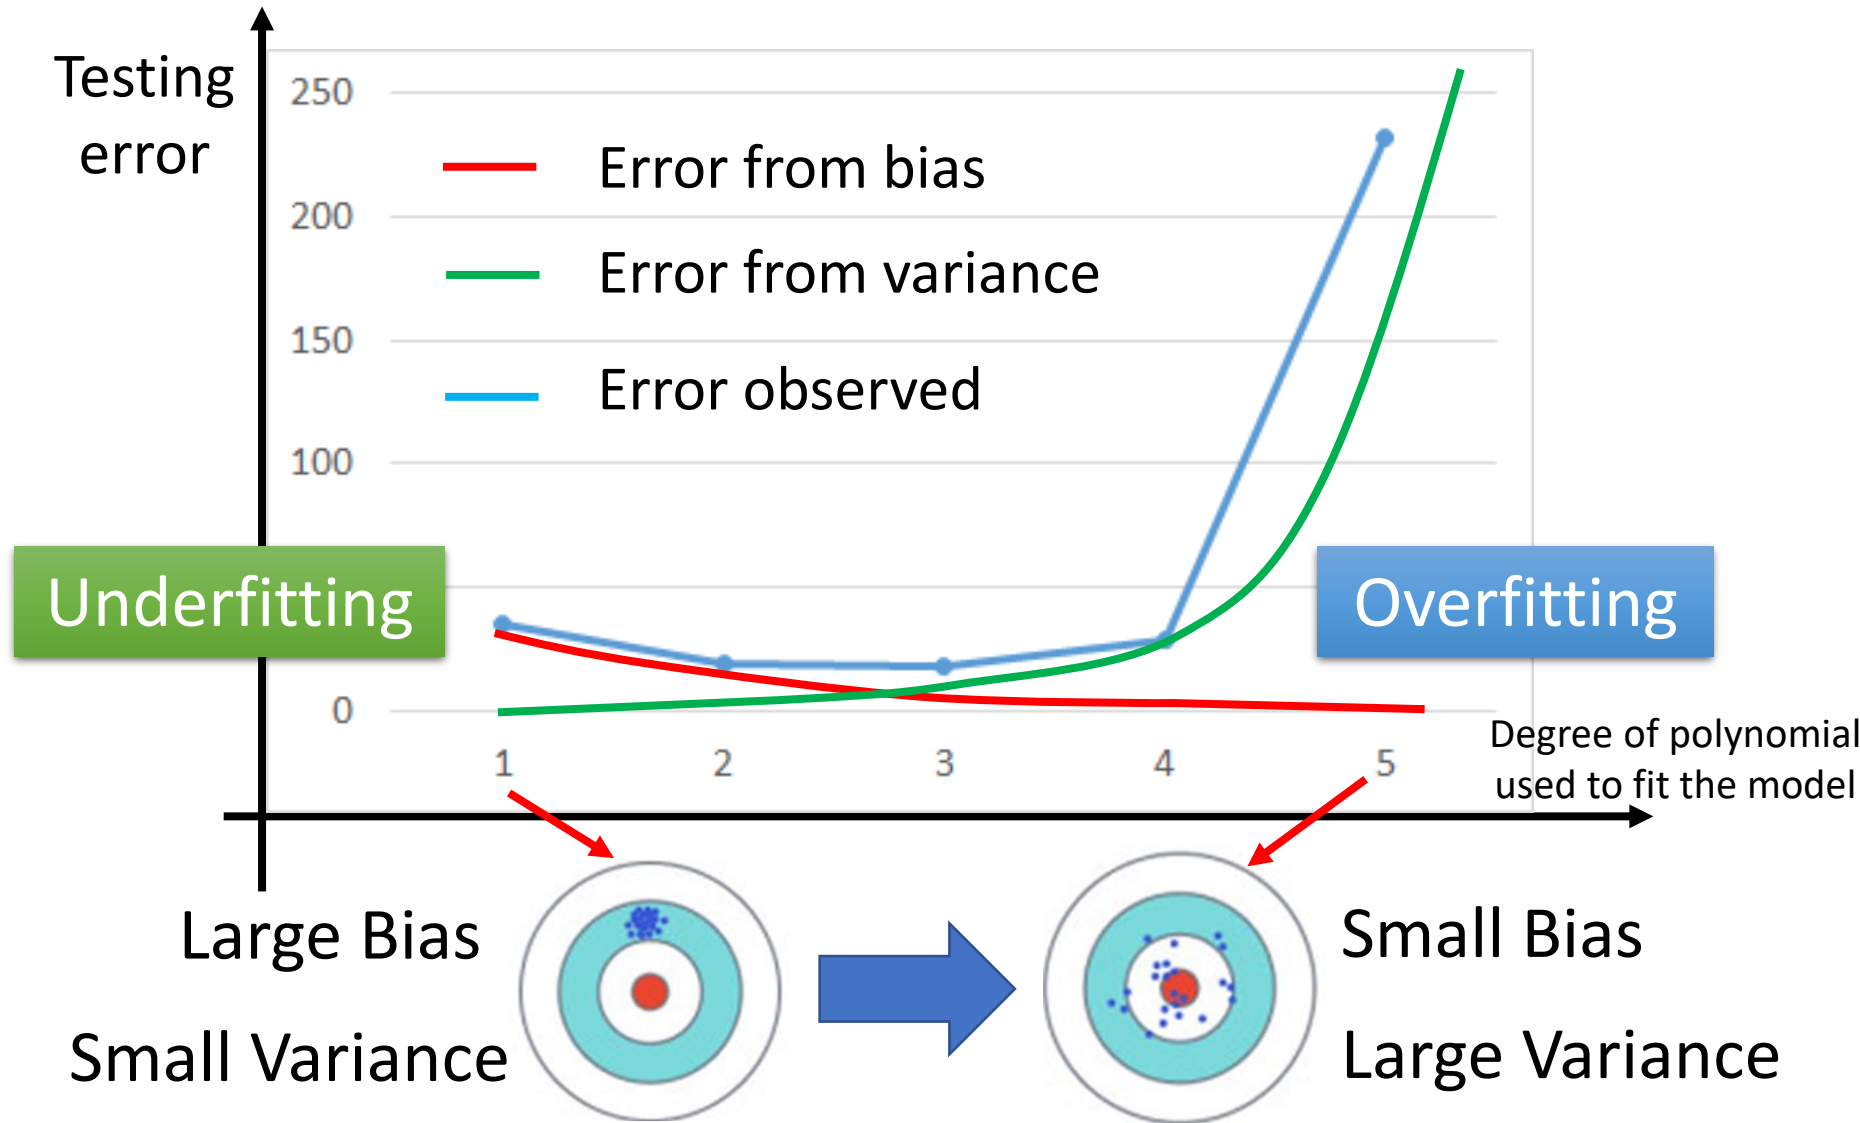 Testing
error
250
200
150
100
0
Error from bias
Error from variance
Error observed
Underfitting
Overfitting
1 2 3 4 5
Degree of polynomial
used to fit the model
Large Bias
Small Variance
Small Bias
Large Variance